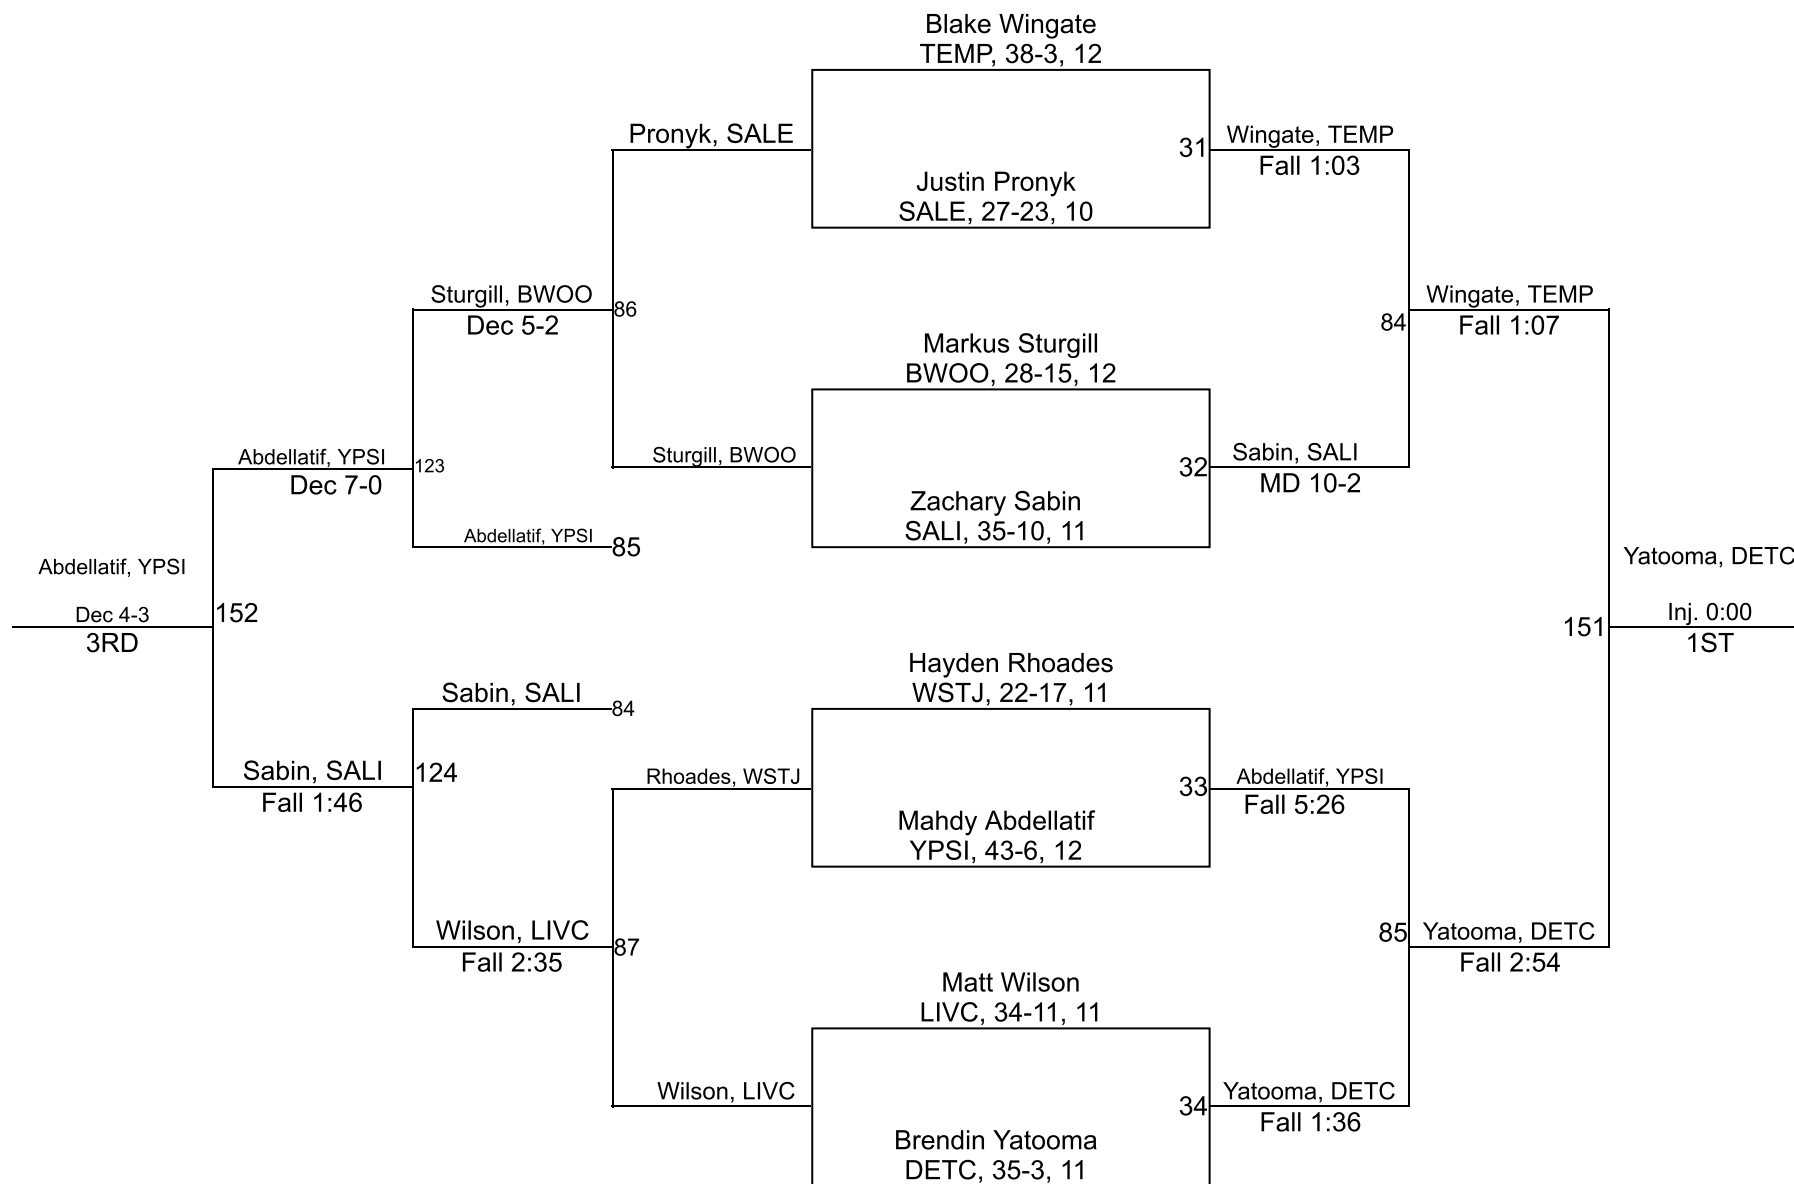 Blake Wingate
TEMP, 38-3, 12
Pronyk, SALE
31
Wingate, TEMP
Fall 1:03
Justin Pronyk
SALE, 27-23, 10
Sturgill, BWOO
86
Dec 5-2
Wingate, TEMP
84
Fall 1:07
Markus Sturgill
BWOO, 28-15, 12
Abdellatif, YPSI
123
Dec 7-0
Sturgill, BWOO
32
Sabin, SALI
MD 10-2
Zachary Sabin
SALI, 35-10, 11
Abdellatif, YPSI
85
Abdellatif, YPSI
Dec 4-3
3RD
152
Yatooma, DETC
151
Inj. 0:00
1ST
Hayden Rhoades
WSTJ, 22-17, 11
Sabin, SALI
84
Sabin, SALI
124
Fall 1:46
Rhoades, WSTJ
33
Abdellatif, YPSI
Fall 5:26
Mahdy Abdellatif
YPSI, 43-6, 12
Wilson, LIVC
87
Fall 2:35
85
Yatooma, DETC
Fall 2:54
Matt Wilson
LIVC, 34-11, 11
Wilson, LIVC
34
Yatooma, DETC
Fall 1:36
Brendin Yatooma
DETC, 35-3, 11